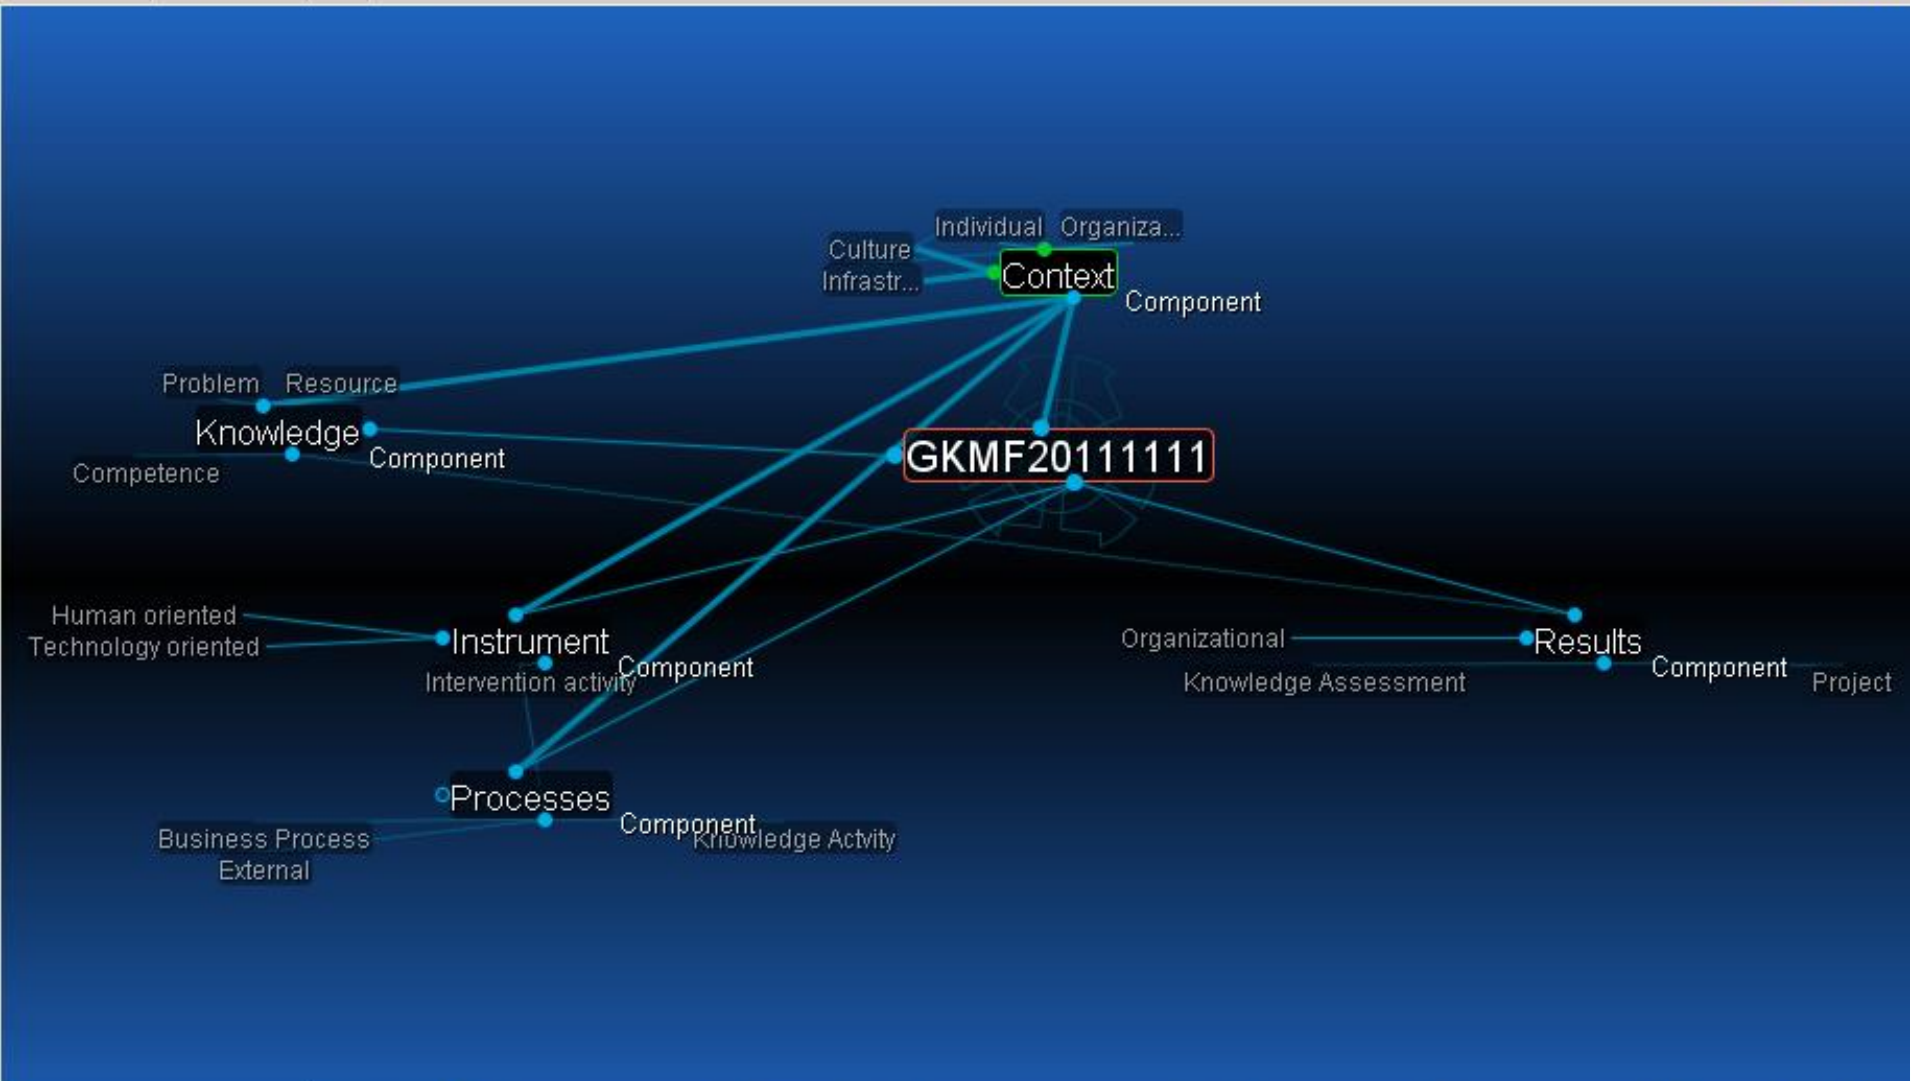 Individual
Organiza...
Culture
Infrastr...
Context
Component
Problem
Resource
Knowledge
Component
Competence
GKMF20111111
Human oriented
Technology oriented
Instrument
Component
Intervention activity
Organizational
Results
Component
Knowledge Assessment
Project
Processes
Component
Business Process
Knowledge Actvity
External